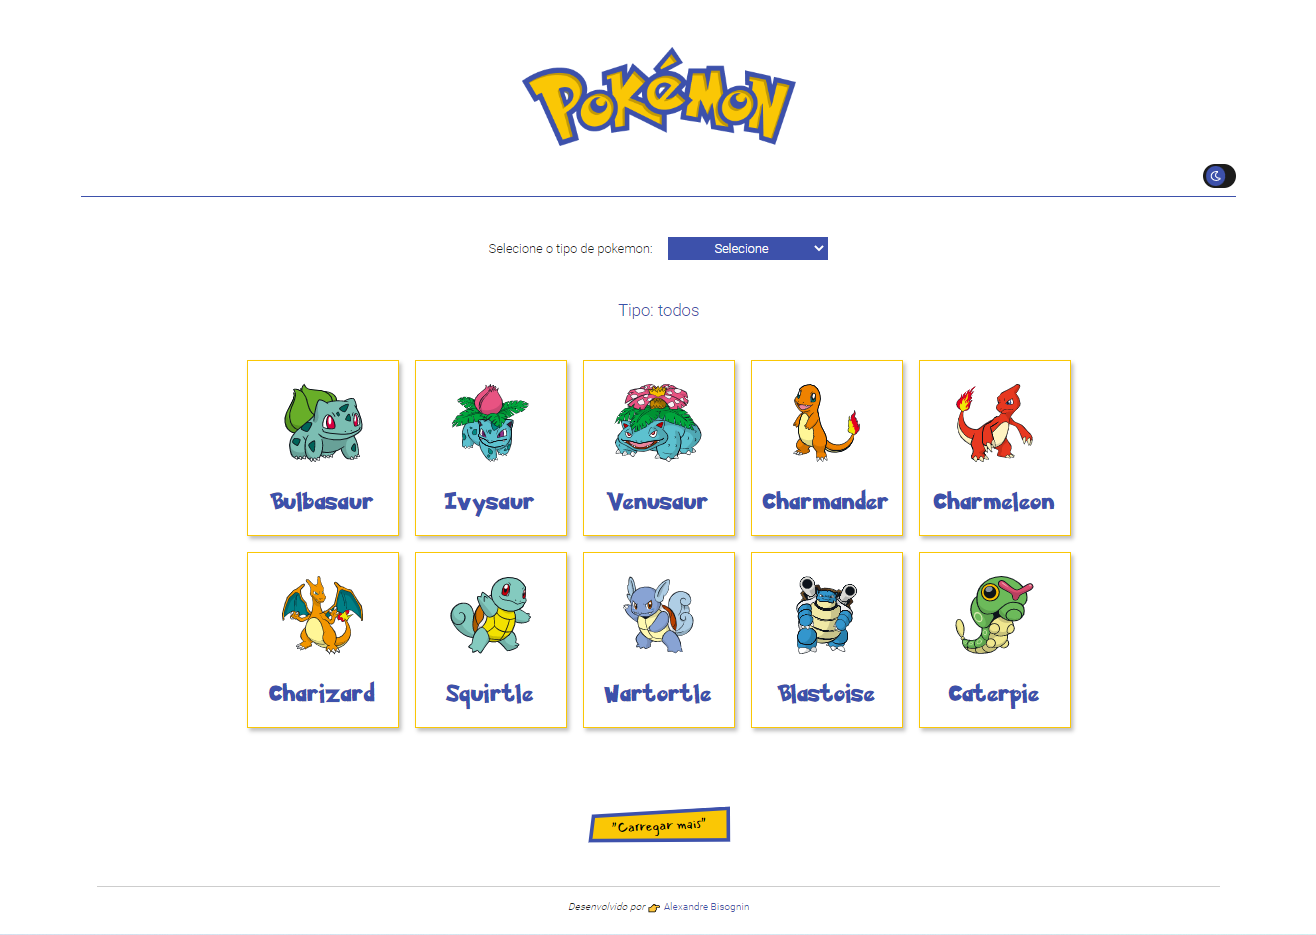 Pokémon
Selecione o tipo de pokemon: Selecione
Tipo: todos
Bulbasaur Ivysaur Venusaur Charmander Charmeleon
Charizard Squirtle Wartortle Blastoise Caterpie
"Carregar mais"
Desenvolvido por 👉 Alexandre Bisognin